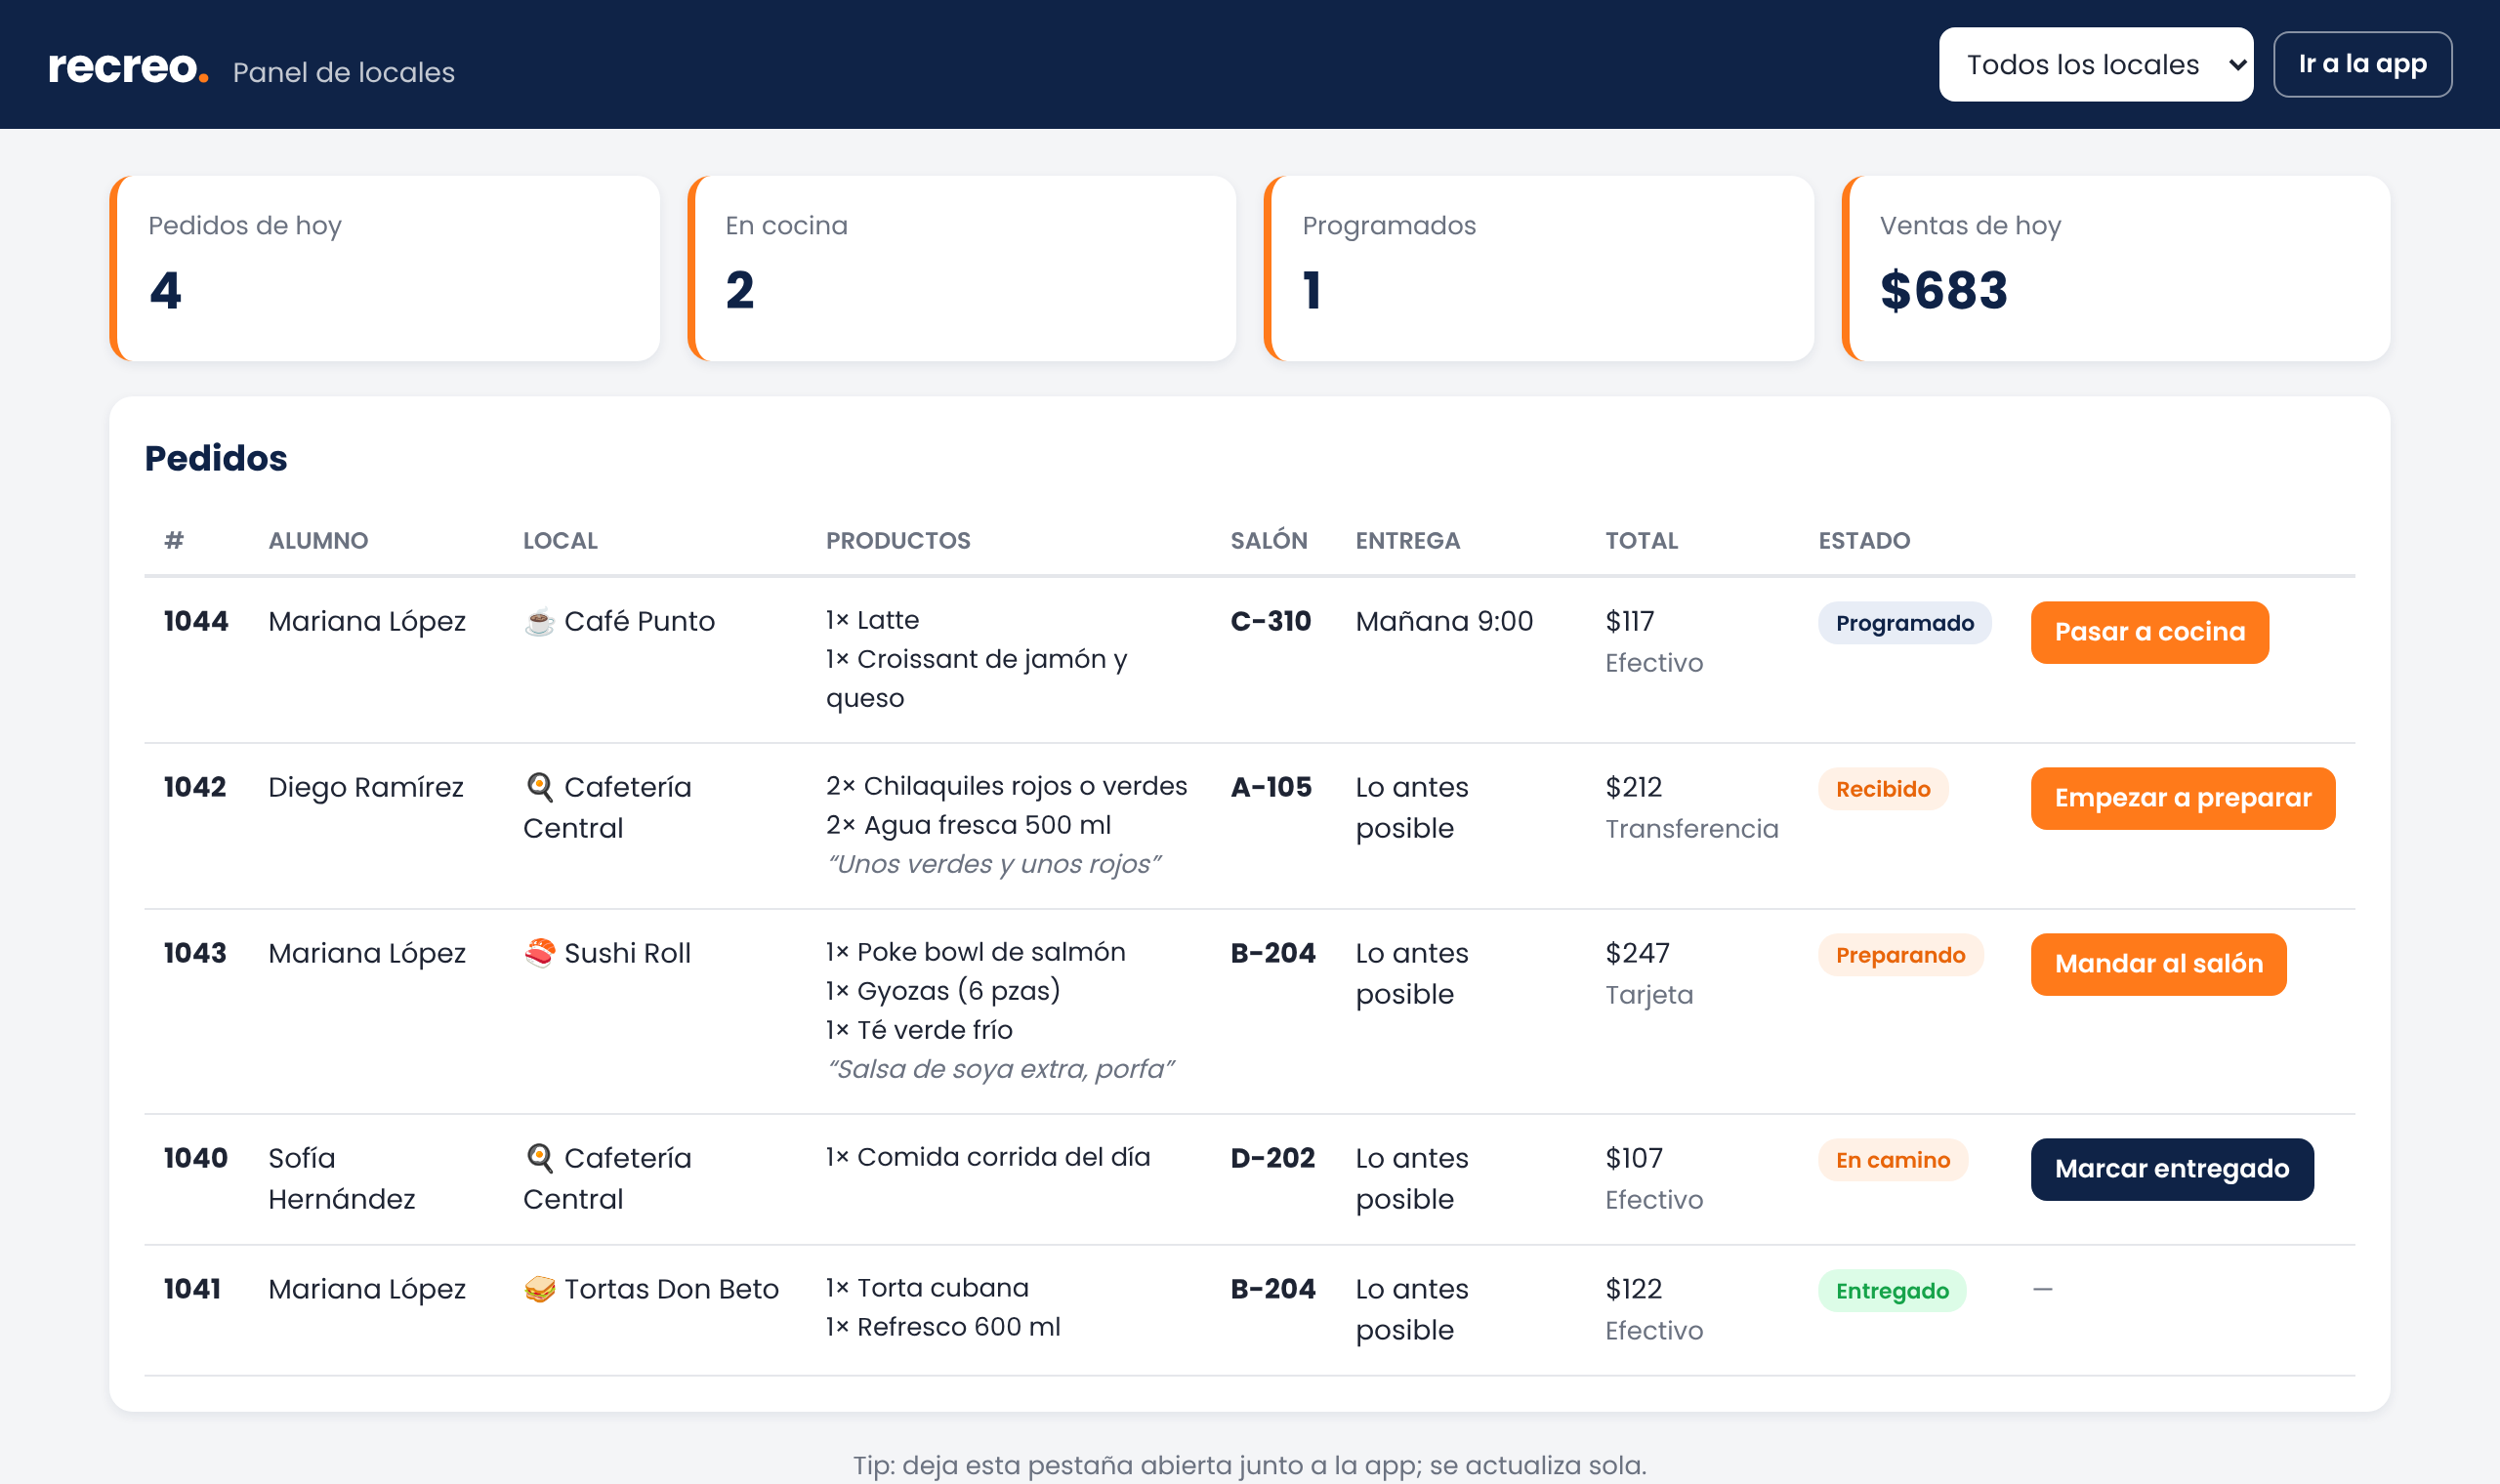 recreo. Panel de locales
Todos los locales
Ir a la app
Pedidos de hoy
4
En cocina
2
Programados
1
Ventas de hoy
$683
Pedidos
# ALUMNO LOCAL PRODUCTOS SALÓN ENTREGA TOTAL ESTADO
1044
Mariana López
Café Punto
1× Latte
1× Croissant de jamón y
queso
C-310
Mañana 9:00
$117
Efectivo
Programado
Pasar a cocina
1042
Diego Ramírez
Cafetería
Central
2× Chilaquiles rojos o verdes
2× Agua fresca 500 ml
“Unos verdes y unos rojos”
A-105
Lo antes
posible
$212
Transferencia
Recibido
Empezar a preparar
1043
Mariana López
Sushi Roll
1× Poke bowl de salmón
1× Gyozas (6 pzas)
1× Té verde frío
“Salsa de soya extra, porfa”
B-204
Lo antes
posible
$247
Tarjeta
Preparando
Mandar al salón
1040
Sofía
Hernández
Cafetería
Central
1× Comida corrida del día
D-202
Lo antes
posible
$107
Efectivo
En camino
Marcar entregado
1041
Mariana López
Tortas Don Beto
1× Torta cubana
1× Refresco 600 ml
B-204
Lo antes
posible
$122
Efectivo
Entregado
—
Tip: deja esta pestaña abierta junto a la app; se actualiza sola.